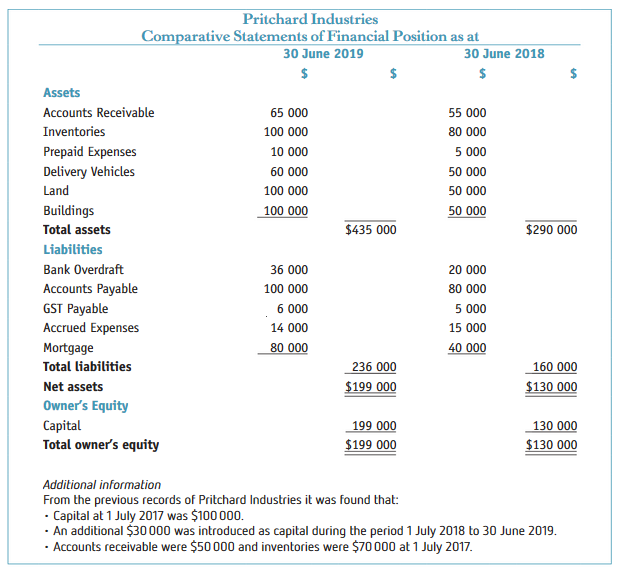 Pritchard Industries
Comparative Statements of Financial Position as at
30 June 2019 30 June 2018
$ $ $ $
Assets
Accounts Receivable 65 000 55 000
Inventories 100 000 80 000
Prepaid Expenses 10 000 5 000
Delivery Vehicles 60 000 50 000
Land 100 000 50 000
Buildings 100 000 50 000
Total assets $435 000 $290 000
Liabilities
Bank Overdraft 36 000 20 000
Accounts Payable 100 000 80 000
GST Payable 6 000 5 000
Accrued Expenses 14 000 15 000
Mortgage 80 000 40 000
Total liabilities 236 000 160 000
Net assets $199 000 $130 000
Owner's Equity
Capital 199 000 130 000
Total owner's equity $199 000 $130 000
Additional information
From the previous records of Pritchard Industries it was found that:
• Capital at 1 July 2017 was $100 000.
• An additional $30 000 was introduced as capital during the period 1 July 2018 to 30 June 2019.
• Accounts receivable were $50 000 and inventories were $70 000 at 1 July 2017.